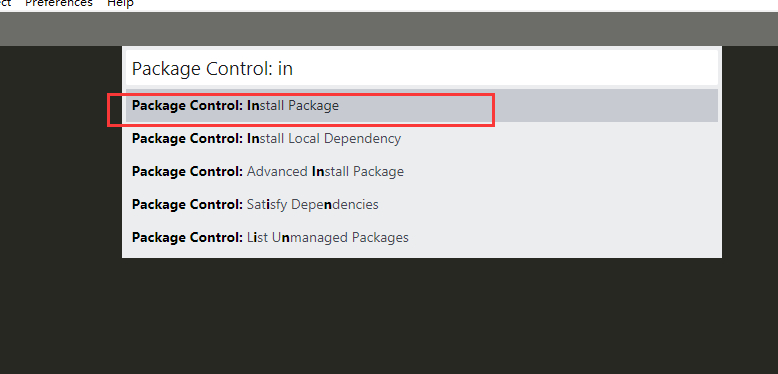 Preferences Help
Package Control: in
Package Control: Install Package
Package Control: Install Local Dependency
Package Control: Advanced Install Package
Package Control: Satisfy Dependencies
Package Control: List Unmanaged Packages